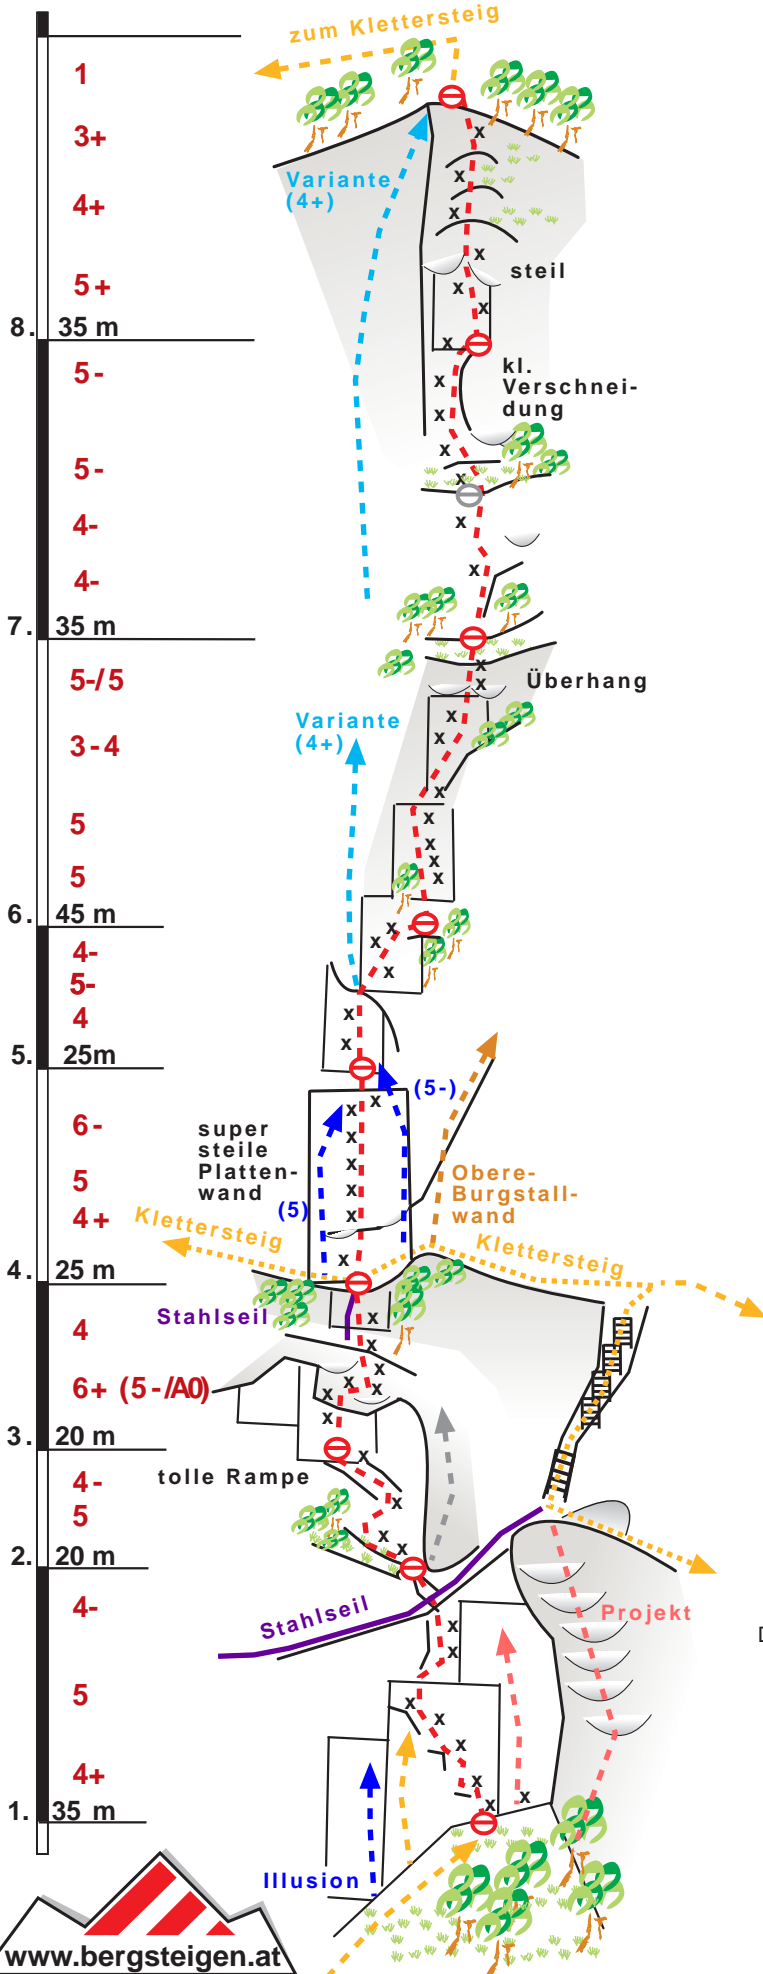 zum Klettersteig
1
3+
4+
Variante
(4+)
5+
steil
8. 35 m
5-
kl.
Verschnei-
dung
5-
4-
4-
7. 35 m
5-/5
Überhang
3-4
Variante
(4+)
5
5
6. 45 m
4-
5-
4
5. 25m
(5-)
6-
super
steile
Platten-
wand
5
(5)
Obere-
Burgstall-
wand
4+
Klettersteig
Klettersteig
4. 25 m
Stahlseil
4
6+ (5-/A0)
3. 20 m
tolle Rampe
4-
5
2. 20 m
4-
Stahlseil
Projekt
5
4+
1. 35 m
Illusion
www.bergsteigen.at